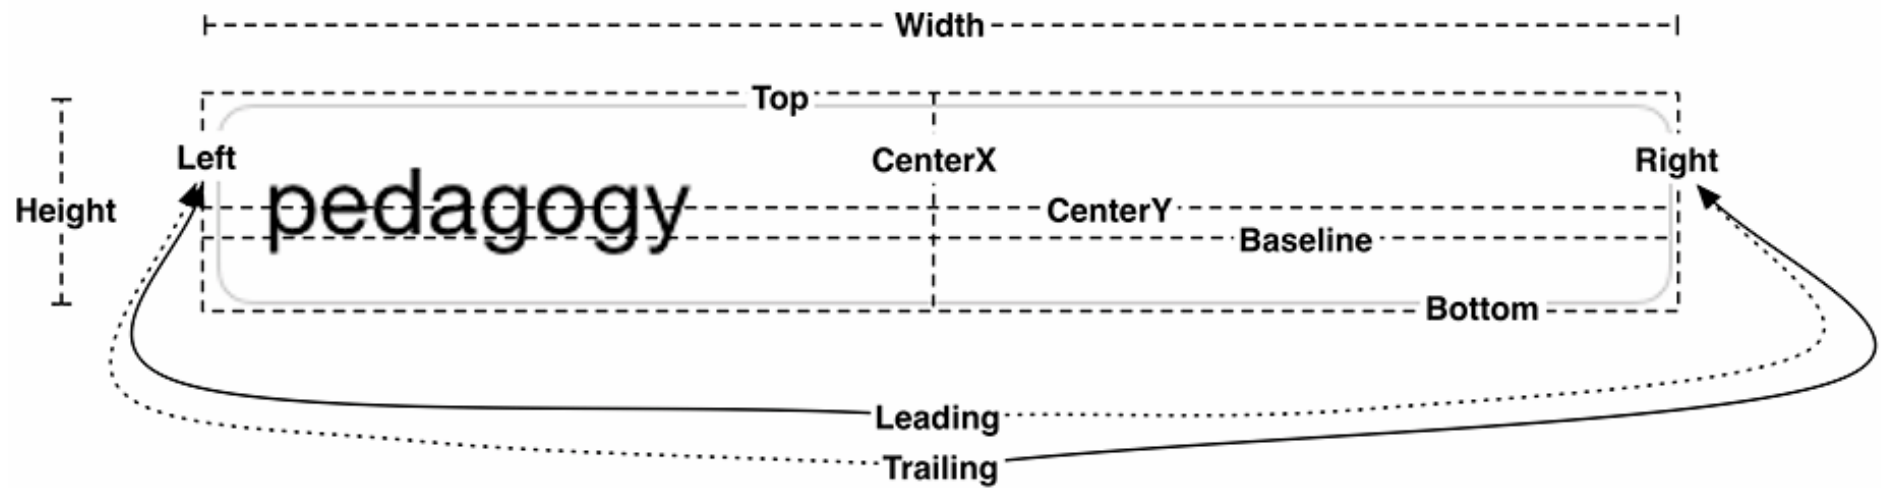 Width
Top
Left
CenterX
Right
pedagogy
Height
CenterY
Baseline
Bottom
Leading
Trailing